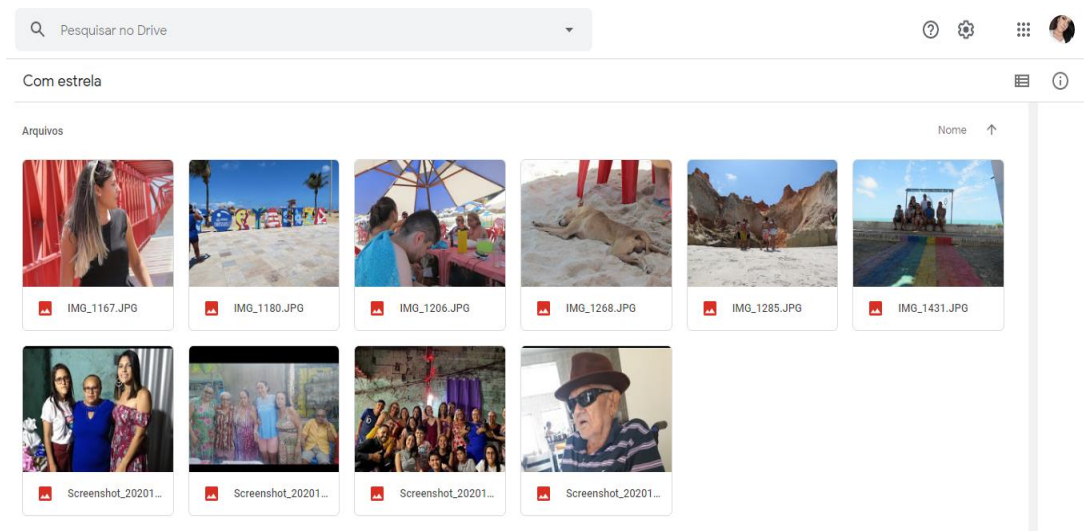 Pesquisar no Drive
Com estrela
Arquivos
Nome
IMG_1167.JPG
IMG_1180.JPG
IMG_1206.JPG
IMG_1268.JPG
IMG_1285.JPG
IMG_1431.JPG
Screenshot_20201...
Screenshot_20201...
Screenshot_20201...
Screenshot_20201...